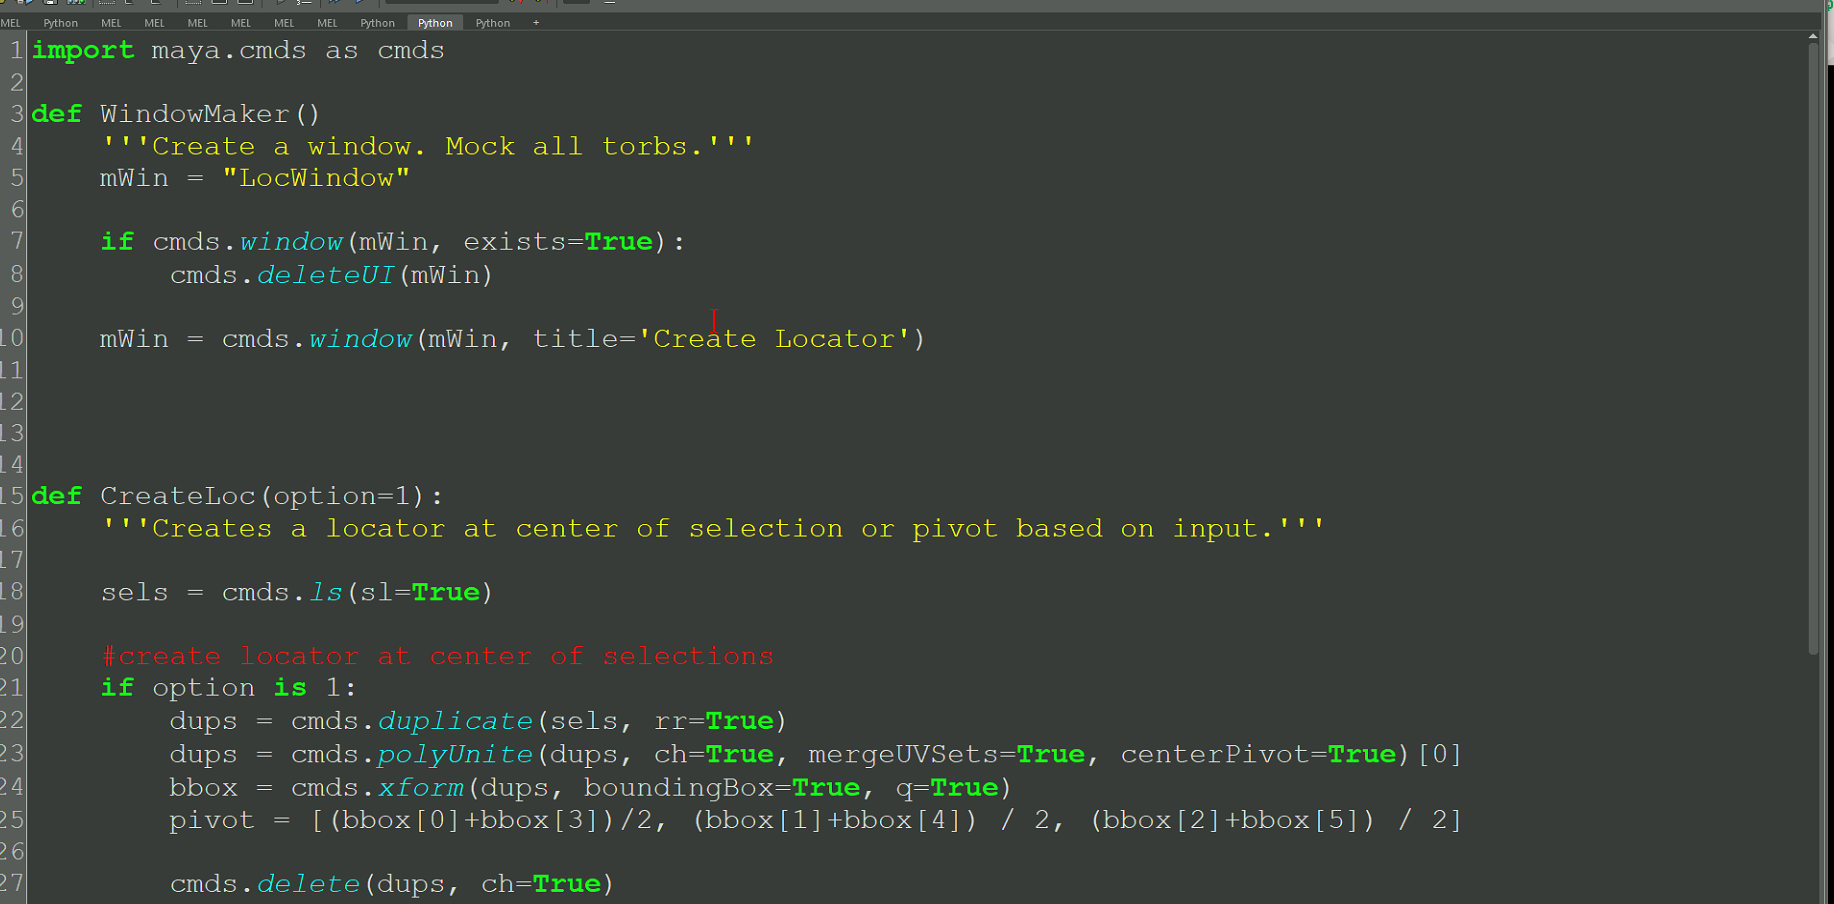 MEL Python MEL MEL MEL MEL MEL MEL Python Python Python +
1 import maya.cmds as cmds
2
3 def WindowMaker()
4     '''Create a window. Mock all torbs.'''
5     mWin = "LocWindow"
6
7     if cmds.window(mWin, exists=True):
8         cmds.deleteUI(mWin)
9
10     mWin = cmds.window(mWin, title='Create Locator')
11
12
13
14
15 def CreateLoc(option=1):
16     '''Creates a locator at center of selection or pivot based on input.'''
17
18     sels = cmds.ls(sl=True)
19
20     #create locator at center of selections
21     if option is 1:
22         dups = cmds.duplicate(sels, rr=True)
23         dups = cmds.polyUnite(dups, ch=True, mergeUVSets=True, centerPivot=True)[0]
24         bbox = cmds.xform(dups, boundingBox=True, q=True)
25         pivot = [(bbox[0]+bbox[3])/2, (bbox[1]+bbox[4]) / 2, (bbox[2]+bbox[5]) / 2]
26
27         cmds.delete(dups, ch=True)